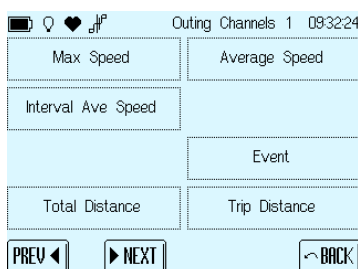 Outing Channels 1 09:32:24
Max Speed Average Speed
Interval Ave Speed
Event
Total Distance Trip Distance
PREV NEXT BACK